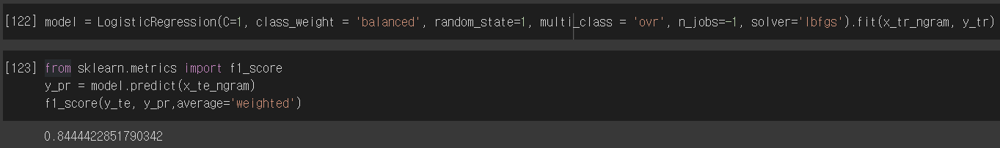 [122] model = LogisticRegression(C=1, class_weight = 'balanced', random_state=1, multi_class = 'ovr', n_jobs=-1, solver='lbfgs').fit(x_tr_ngram, y_tr)
[123] from sklearn.metrics import f1_score
y_pr = model.predict(x_te_ngram)
f1_score(y_te, y_pr,average='weighted')
0.8444422851790342